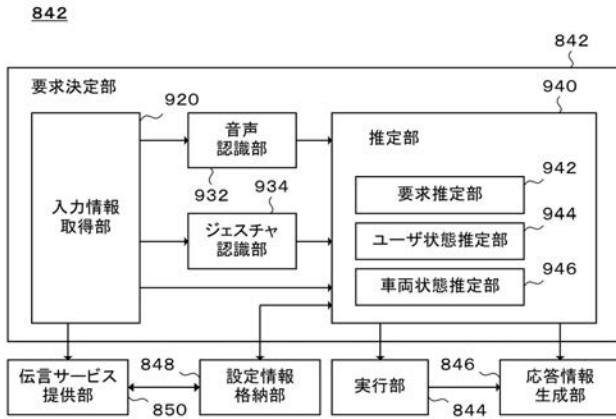 842
842
要求決定部
920
940
音声
認識部
推定部
932
934
942
要求推定部
入力情報
取得部
ジェスチャ
認識部
944
ユーザ状態推定部
946
車両状態推定部
伝言サービス
提供部
848
850
設定情報
格納部
実行部
846
844
応答情報
生成部